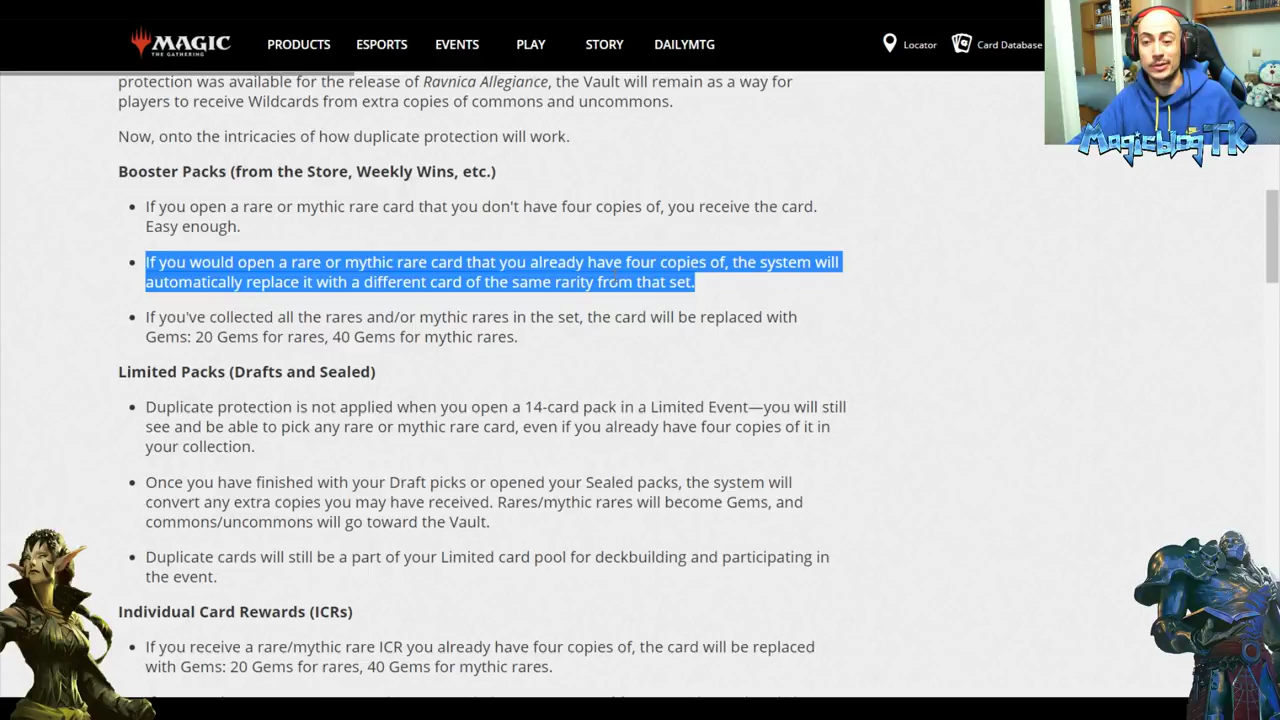 MAGIC
THE GATHERING
PRODUCTS
ESPORTS
EVENTS
PLAY
STORY
DAILYMTG
Locator
Card Database
protection was available for the release of Ravnica Allegiance, the Vault will remain as a way for
players to receive Wildcards from extra copies of commons and uncommons.
Now, onto the intricacies of how duplicate protection will work.
Booster Packs (from the Store, Weekly Wins, etc.)
• If you open a rare or mythic rare card that you don't have four copies of, you receive the card.
Easy enough.
• If you would open a rare or mythic rare card that you already have four copies of, the system will
automatically replace it with a different card of the same rarity from that set.
• If you've collected all the rares and/or mythic rares in the set, the card will be replaced with
Gems: 20 Gems for rares, 40 Gems for mythic rares.
Limited Packs (Drafts and Sealed)
• Duplicate protection is not applied when you open a 14-card pack in a Limited Event—you will still
see and be able to pick any rare or mythic rare card, even if you already have four copies of it in
your collection.
• Once you have finished with your Draft picks or opened your Sealed packs, the system will
convert any extra copies you may have received. Rares/mythic rares will become Gems, and
commons/uncommons will go toward the Vault.
• Duplicate cards will still be a part of your Limited card pool for deckbuilding and participating in
the event.
Individual Card Rewards (ICRs)
• If you receive a rare/mythic rare ICR you already have four copies of, the card will be replaced
with Gems: 20 Gems for rares, 40 Gems for mythic rares.
MagicblogTK